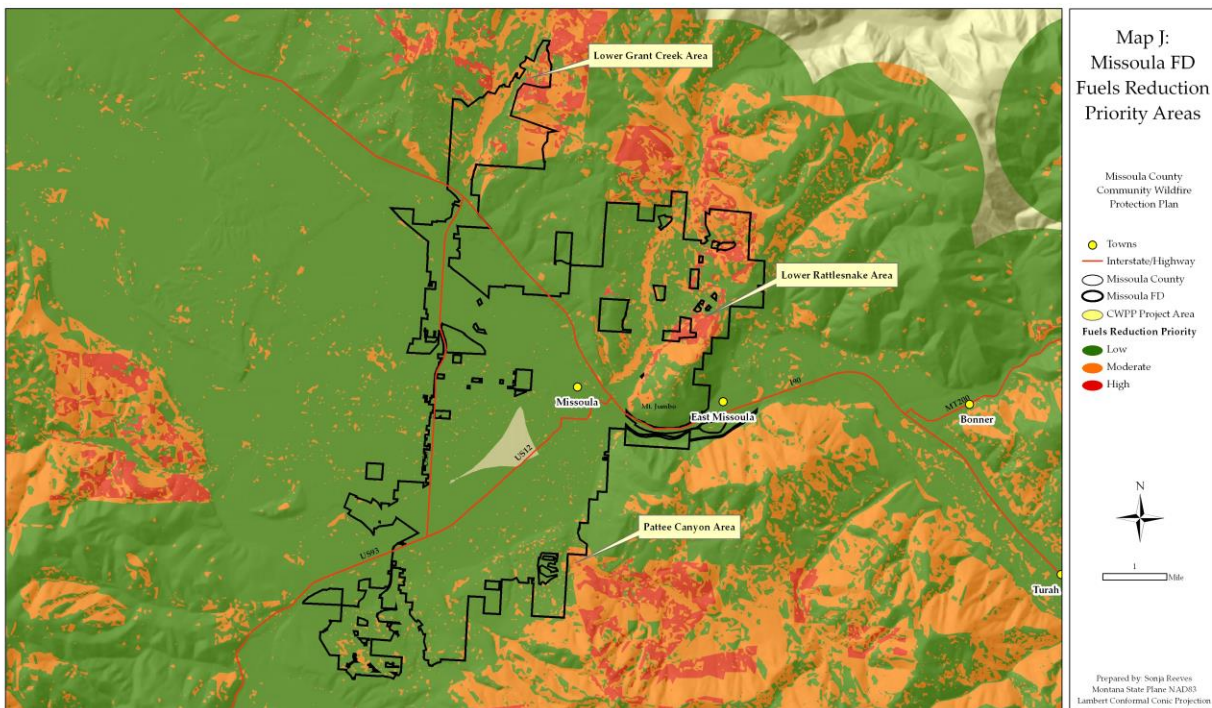 Map J:
Missoula FD
Fuels Reduction
Priority Areas
Missoula County
Community Wildfire
Protection Plan
Towns
Interstate/Highway
Missoula County
Missoula FD
CWPP Project Area
Fuels Reduction Priority
Low
Moderate
High
N
1
Mile
Prepared by: Sonja Reeves
Montana State Plane NAD83
Lambert Conformal Conic Projection
Lower Grant Creek Area
Lower Rattlesnake Area
Missoula
Mt. Jumbo
East Missoula
I90
MT200
Bonner
US12
Pattee Canyon Area
US93
Turah